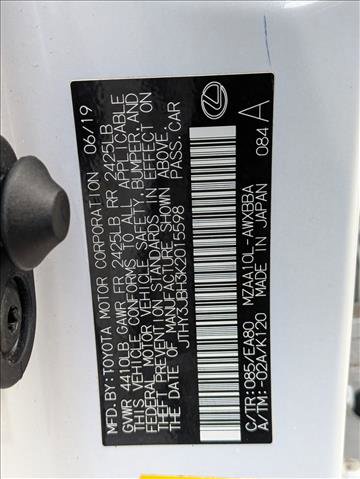 MFD.BY:TOYOTA MOTOR CORPORATION 06/19
GVWR 4410LB GAWR FR 2425LB RR 2425LB
THIS VEHICLE CONFORMS TO ALL APPLICABLE
FEDERAL MOTOR VEHICLE SAFETY, BUMPER,AND
THEFT PREVENTION STANDARDS IN EFFECT ON
THE DATE OF MANUFACTURE SHOWN ABOVE.
JTHY3JBH3K2015598 PASS.CAR
C/TR:085/EA80 MZAA10L-AWXBBA
A/TM:-02A/K120 MADE IN JAPAN 084 A